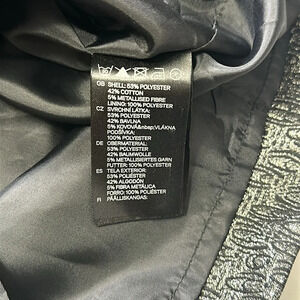 GB SHELL: 53% POLYESTER
42% COTTON
5% METALLISED FIBRE
LINING: 100% POLYESTER
CZ SVRCHNÍ LÁTKA:
53% POLYESTER
42% BAVLNA
5% KOVOVÁ&nbsp;VLÁKNA
PODŠÍVKA:
100% POLYESTER
DE OBERMATERIAL:
53% POLYESTER
42% BAUMWOLLE
5% METALLISIERTES GARN
FUTTER: 100% POLYESTER
ES TELA EXTERIOR:
53% POLIÉSTER
42% ALGODÓN
5% FIBRA METÁLICA
FORRO: 100% POLIÉSTER
FI PÄÄLLISKANGAS: